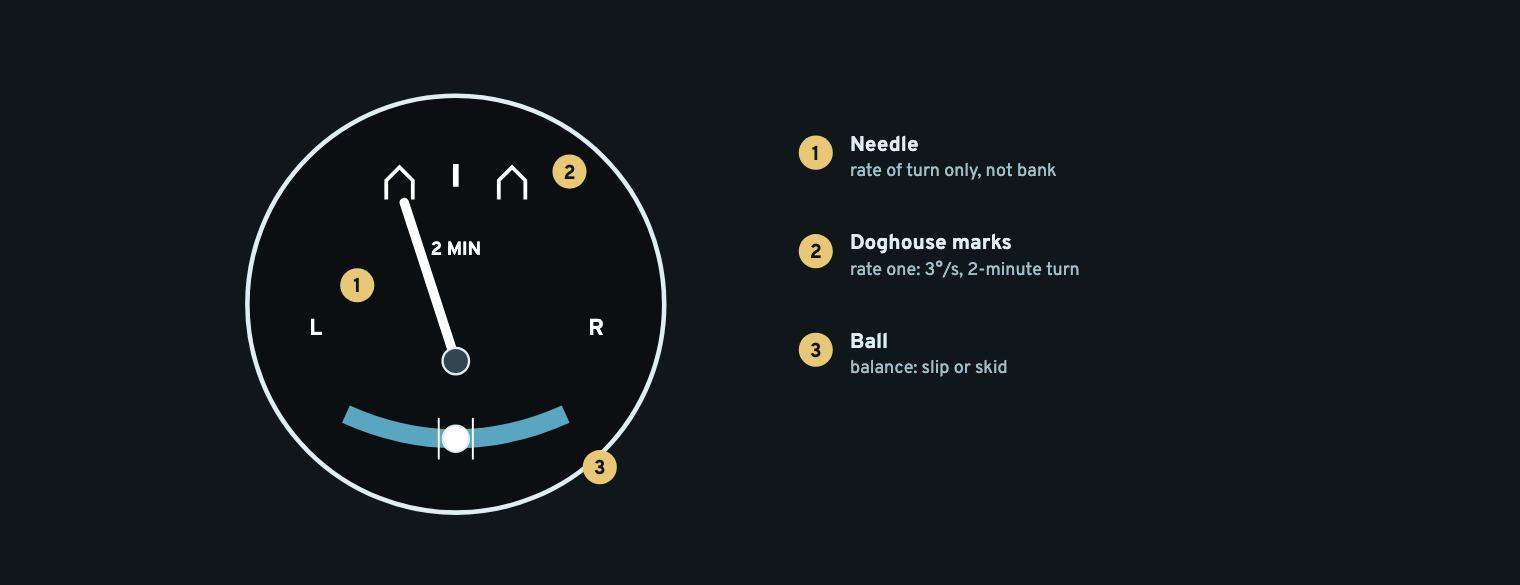 2
2 MIN
1
L
R
3
1
Needle
rate of turn only, not bank
2
Doghouse marks
rate one: 3°/s, 2-minute turn
3
Ball
balance: slip or skid